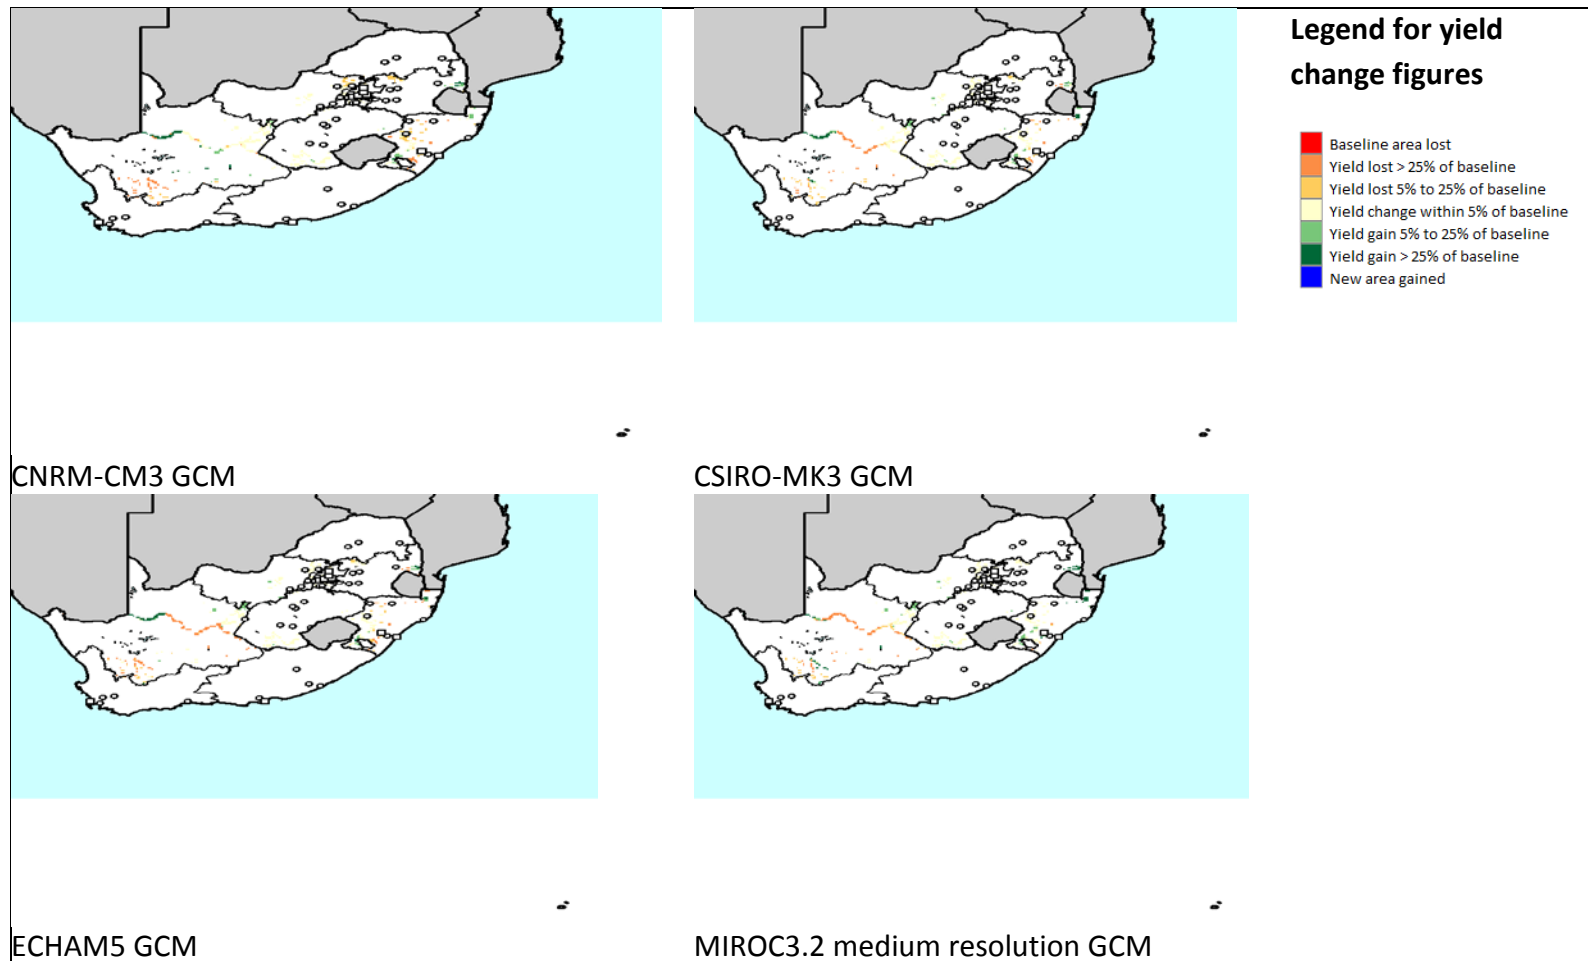 Legend for yield
change figures
Baseline area lost
Yield lost > 25% of baseline
Yield lost 5% to 25% of baseline
Yield change within 5% of baseline
Yield gain 5% to 25% of baseline
Yield gain > 25% of baseline
New area gained
CNRM-CM3 GCM
CSIRO-MK3 GCM
ECHAM5 GCM
MIROC3.2 medium resolution GCM